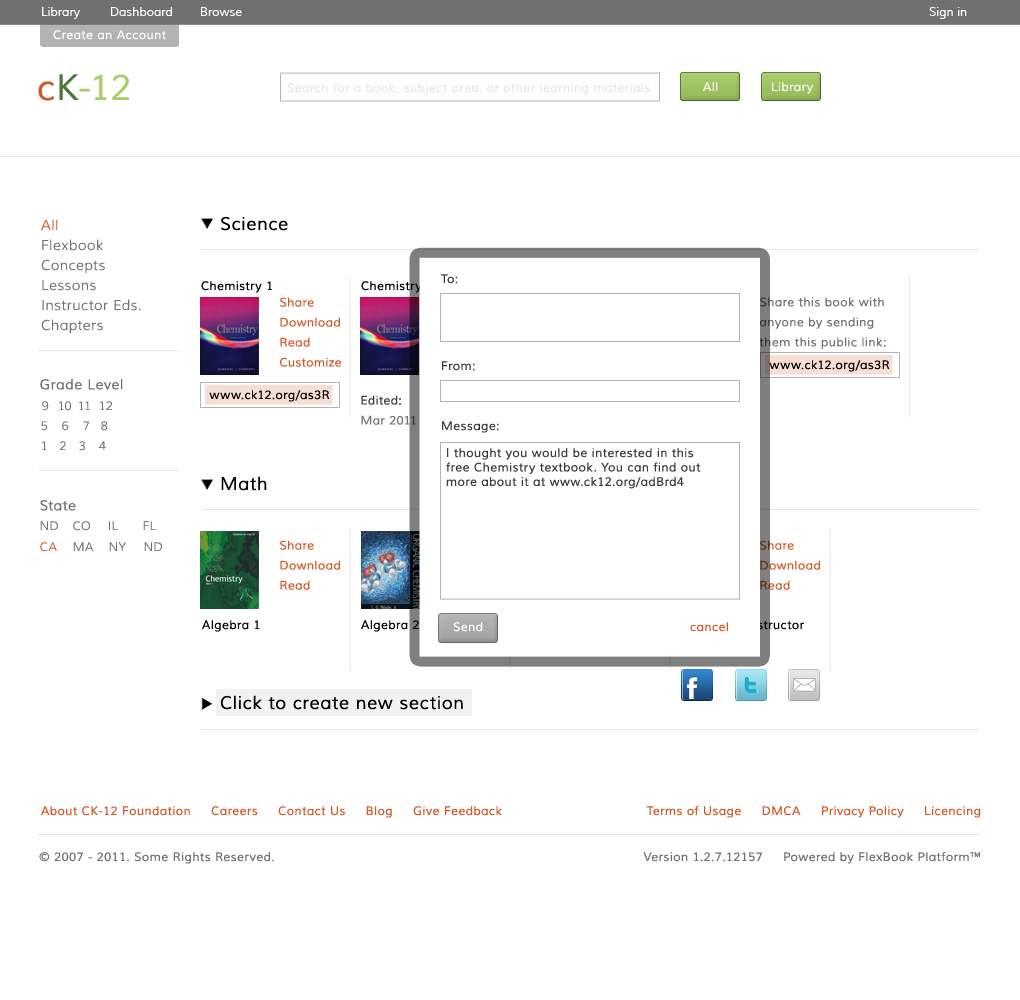 Library Dashboard Browse Sign in
Create an Account
cK-12
Search for a book, subject area, or other learning materials All Library
All
Flexbook
Concepts
Lessons
Instructor Eds.
Chapters
Grade Level
9 10 11 12
5 6 7 8
1 2 3 4
State
ND CO IL FL
CA MA NY ND
Science
Chemistry 1
Chemistry
Share
Download
Read
Customize
www.ck12.org/as3R
Chemistry
Chemistry
Edited:
Mar 2011
Share this book with
anyone by sending
them this public link:
www.ck12.org/as3R
To:
From:
Message:
I thought you would be interested in this
free Chemistry textbook. You can find out
more about it at www.ck12.org/adBrd4
Send cancel
Math
Chemistry
Share
Download
Read
Algebra 1
ORGANIC CHEMISTRY
L. G. Wade, Jr.
Algebra 2
Share
Download
Read
structor
Click to create new section
About CK-12 Foundation Careers Contact Us Blog Give Feedback Terms of Usage DMCA Privacy Policy Licencing
© 2007 - 2011. Some Rights Reserved. Version 1.2.7.12157 Powered by FlexBook Platform™